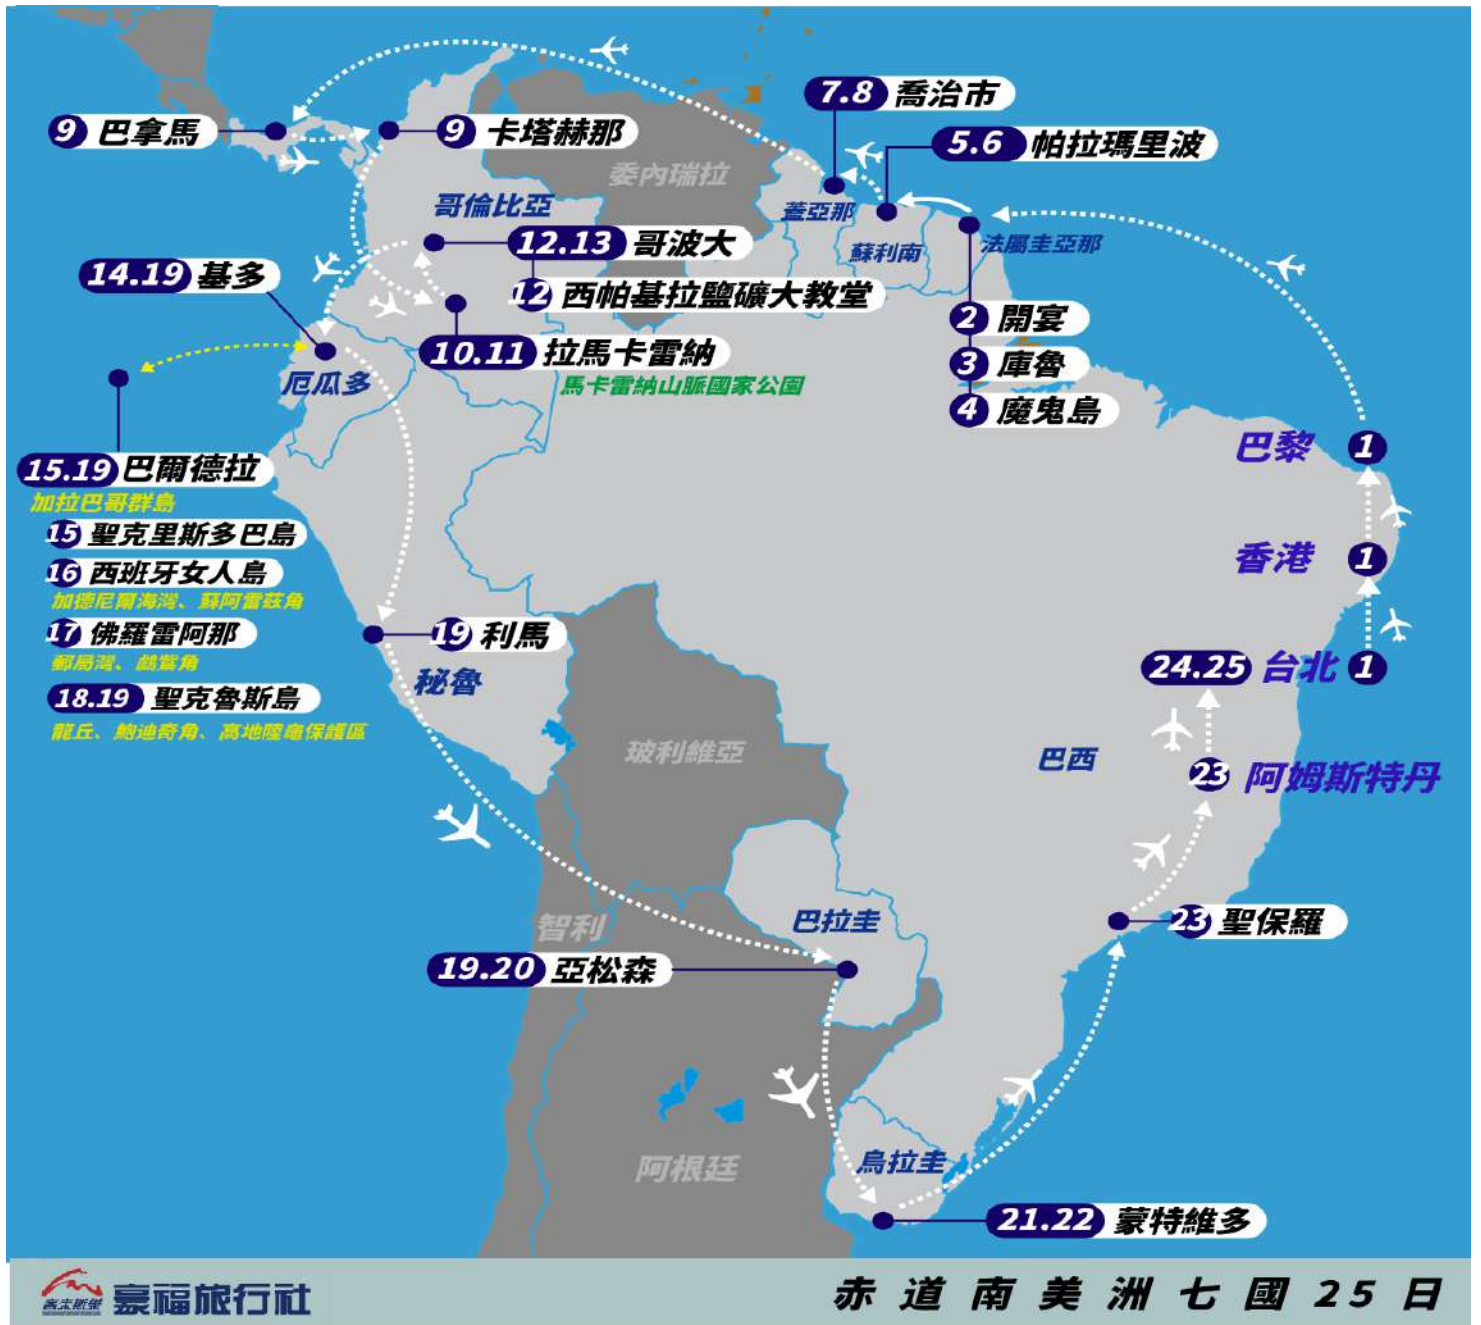 7.8 喬治市
9 巴拿馬
9 卡塔赫那
5.6 帕拉瑪里波
委內瑞拉
哥倫比亞
蓋亞那
蘇利南
法屬圭亞那
12.13 哥波大
14.19 基多
12 西帕基拉鹽礦大教堂
2 開宴
10.11 拉馬卡雷納
3 庫魯
厄瓜多
馬卡雷納山脈國家公園
4 魔鬼島
巴黎 1
15.19 巴爾德拉
加拉巴哥群島
15 聖克里斯多巴島
香港 1
16 西班牙女人島
加德尼爾海灣、蘇阿雷茲角
17 佛羅雷阿那
19 利馬
郵局灣、鸕鶿角
24.25 台北 1
秘魯
18.19 聖克魯斯島
龍丘、鮑迪奇角、高地陸龜保護區
玻利維亞
巴西
23 阿姆斯特丹
智利
巴拉圭
23 聖保羅
19.20 亞松森
阿根廷
烏拉圭
21.22 蒙特維多
豪福旅行社
赤道南美洲七國25日